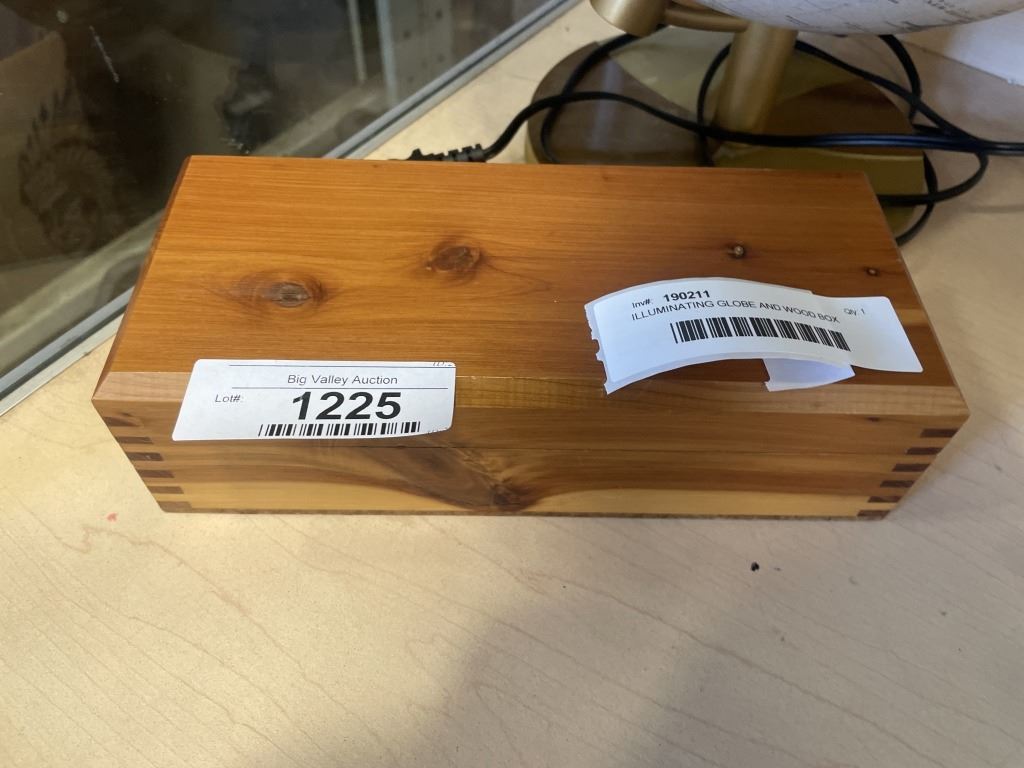 Big Valley Auction
Lot#: 1225
Inv#: 190211
ILLUMINATING GLOBE AND WOOD BOX Qty: 1